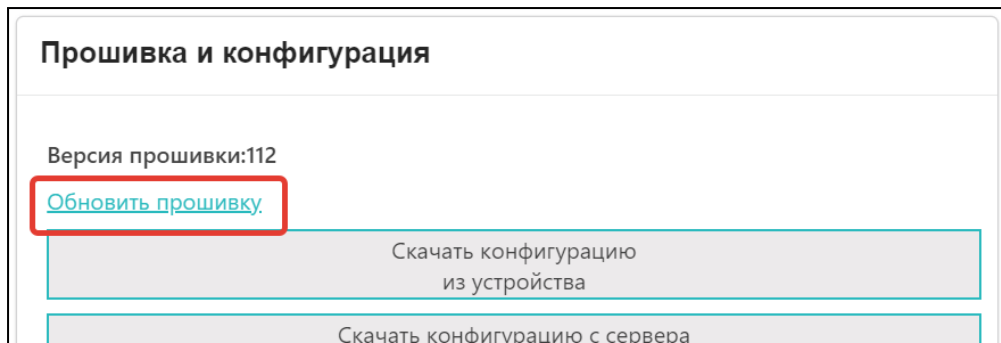 Прошивка и конфигурация
Версия прошивки:112
Обновить прошивку
Скачать конфигурацию
из устройства
Скачать конфигурацию с сервера